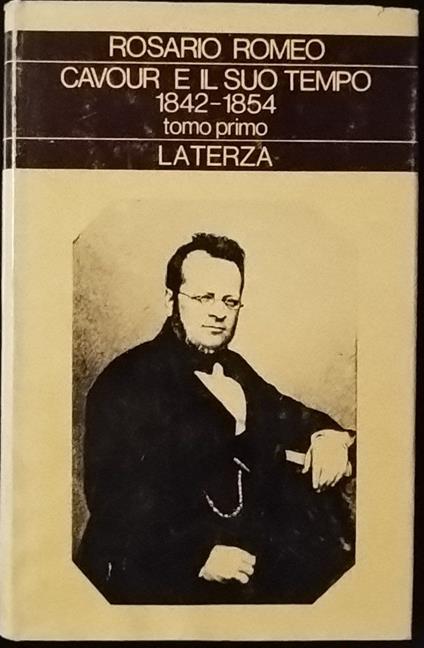 ROSARIO ROMEO
CAVOUR E IL SUO TEMPO
1842-1854
tomo primo
LATERZA